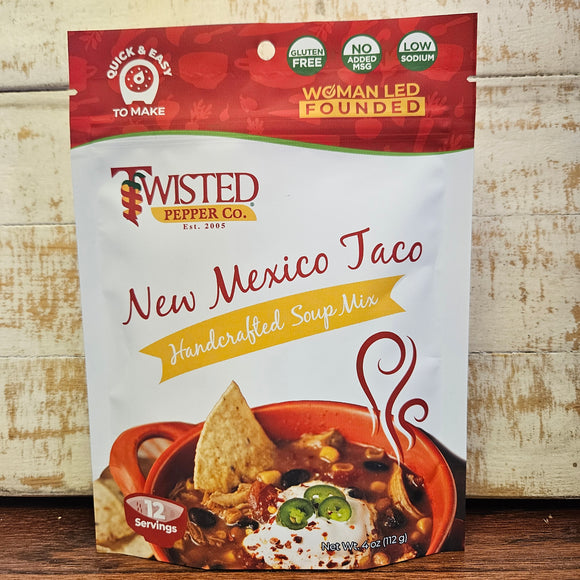 QUICK & EASY
TO MAKE
GLUTEN
FREE
NO
ADDED
MSG
LOW
SODIUM
WOMAN LED
FOUNDED
TWISTED
PEPPER CO.®
Est. 2005
New Mexico Taco
Handcrafted Soup Mix
12
Servings
Net Wt. 4 oz (112 g)